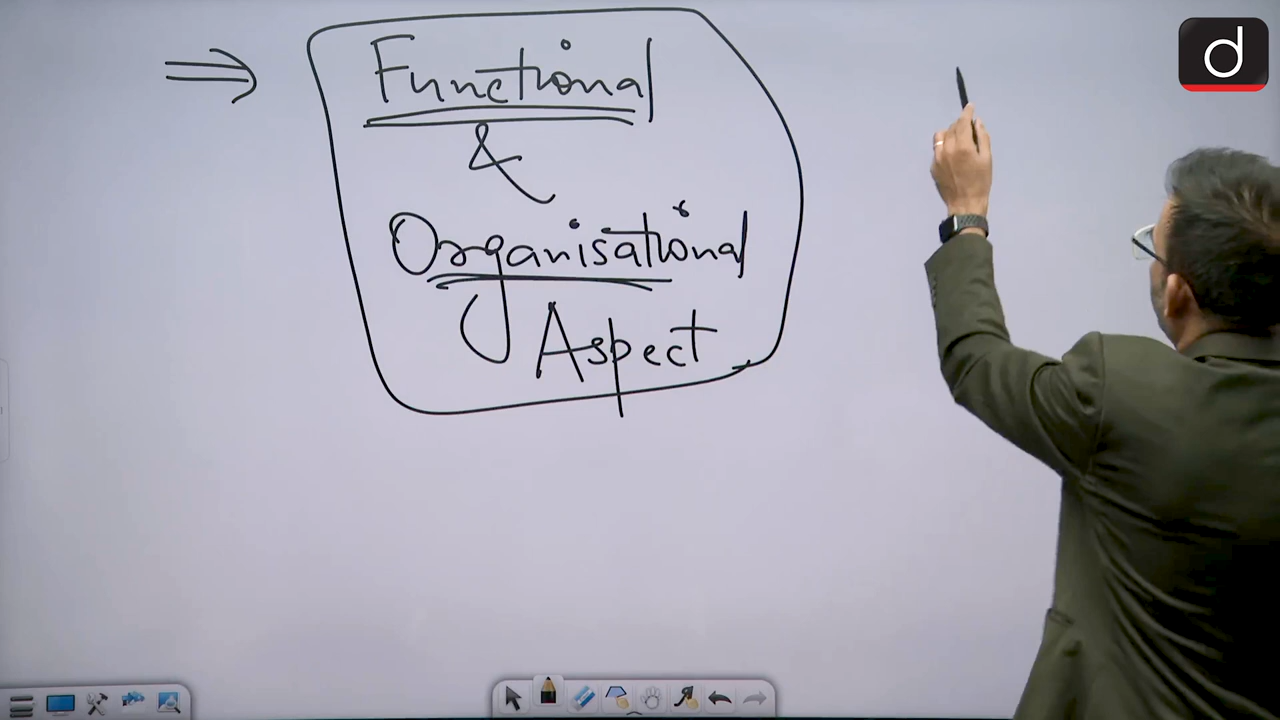 ⇒ Functional
&
Organisational
Aspect
d